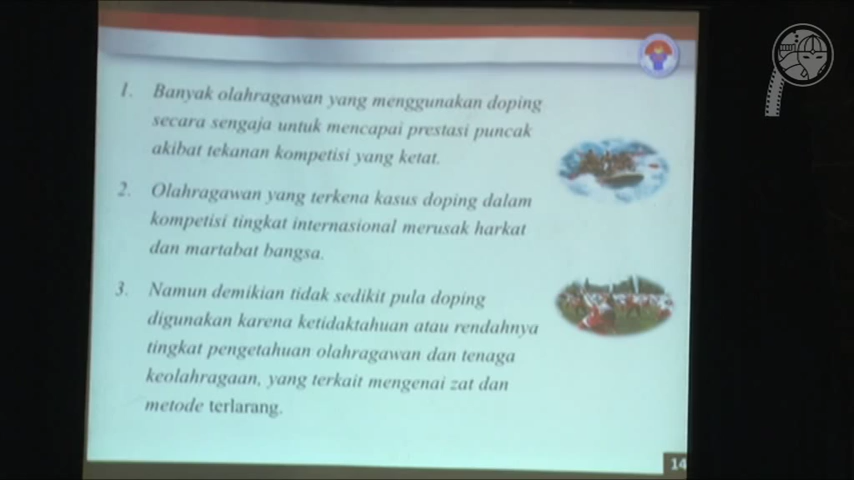 1. Banyak olahragawan yang menggunakan doping
secara sengaja untuk mencapai prestasi puncak
akibat tekanan kompetisi yang ketat.
2. Olahragawan yang terkena kasus doping dalam
kompetisi tingkat internasional merusak harkat
dan martabat bangsa.
3. Namun demikian tidak sedikit pula doping
digunakan karena ketidaktahuan atau rendahnya
tingkat pengetahuan olahragawan dan tenaga
keolahragaan, yang terkait mengenai zat dan
metode terlarang.
14